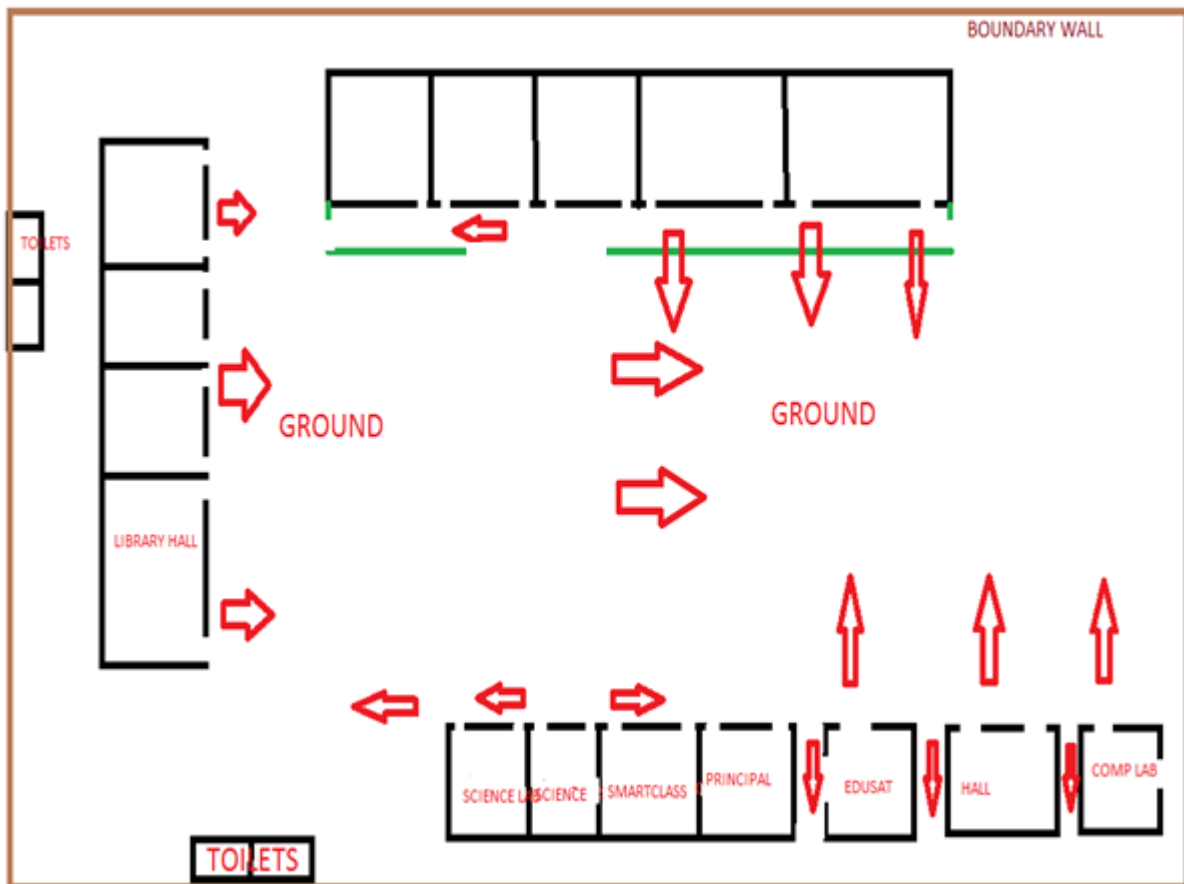 BOUNDARY WALL
TOILETS
GROUND
GROUND
LIBRARY HALL
SCIENCE LAB
SCIENCE
SMARTCLASS
PRINCIPAL
EDUSAT
HALL
COMP LAB
TOILETS